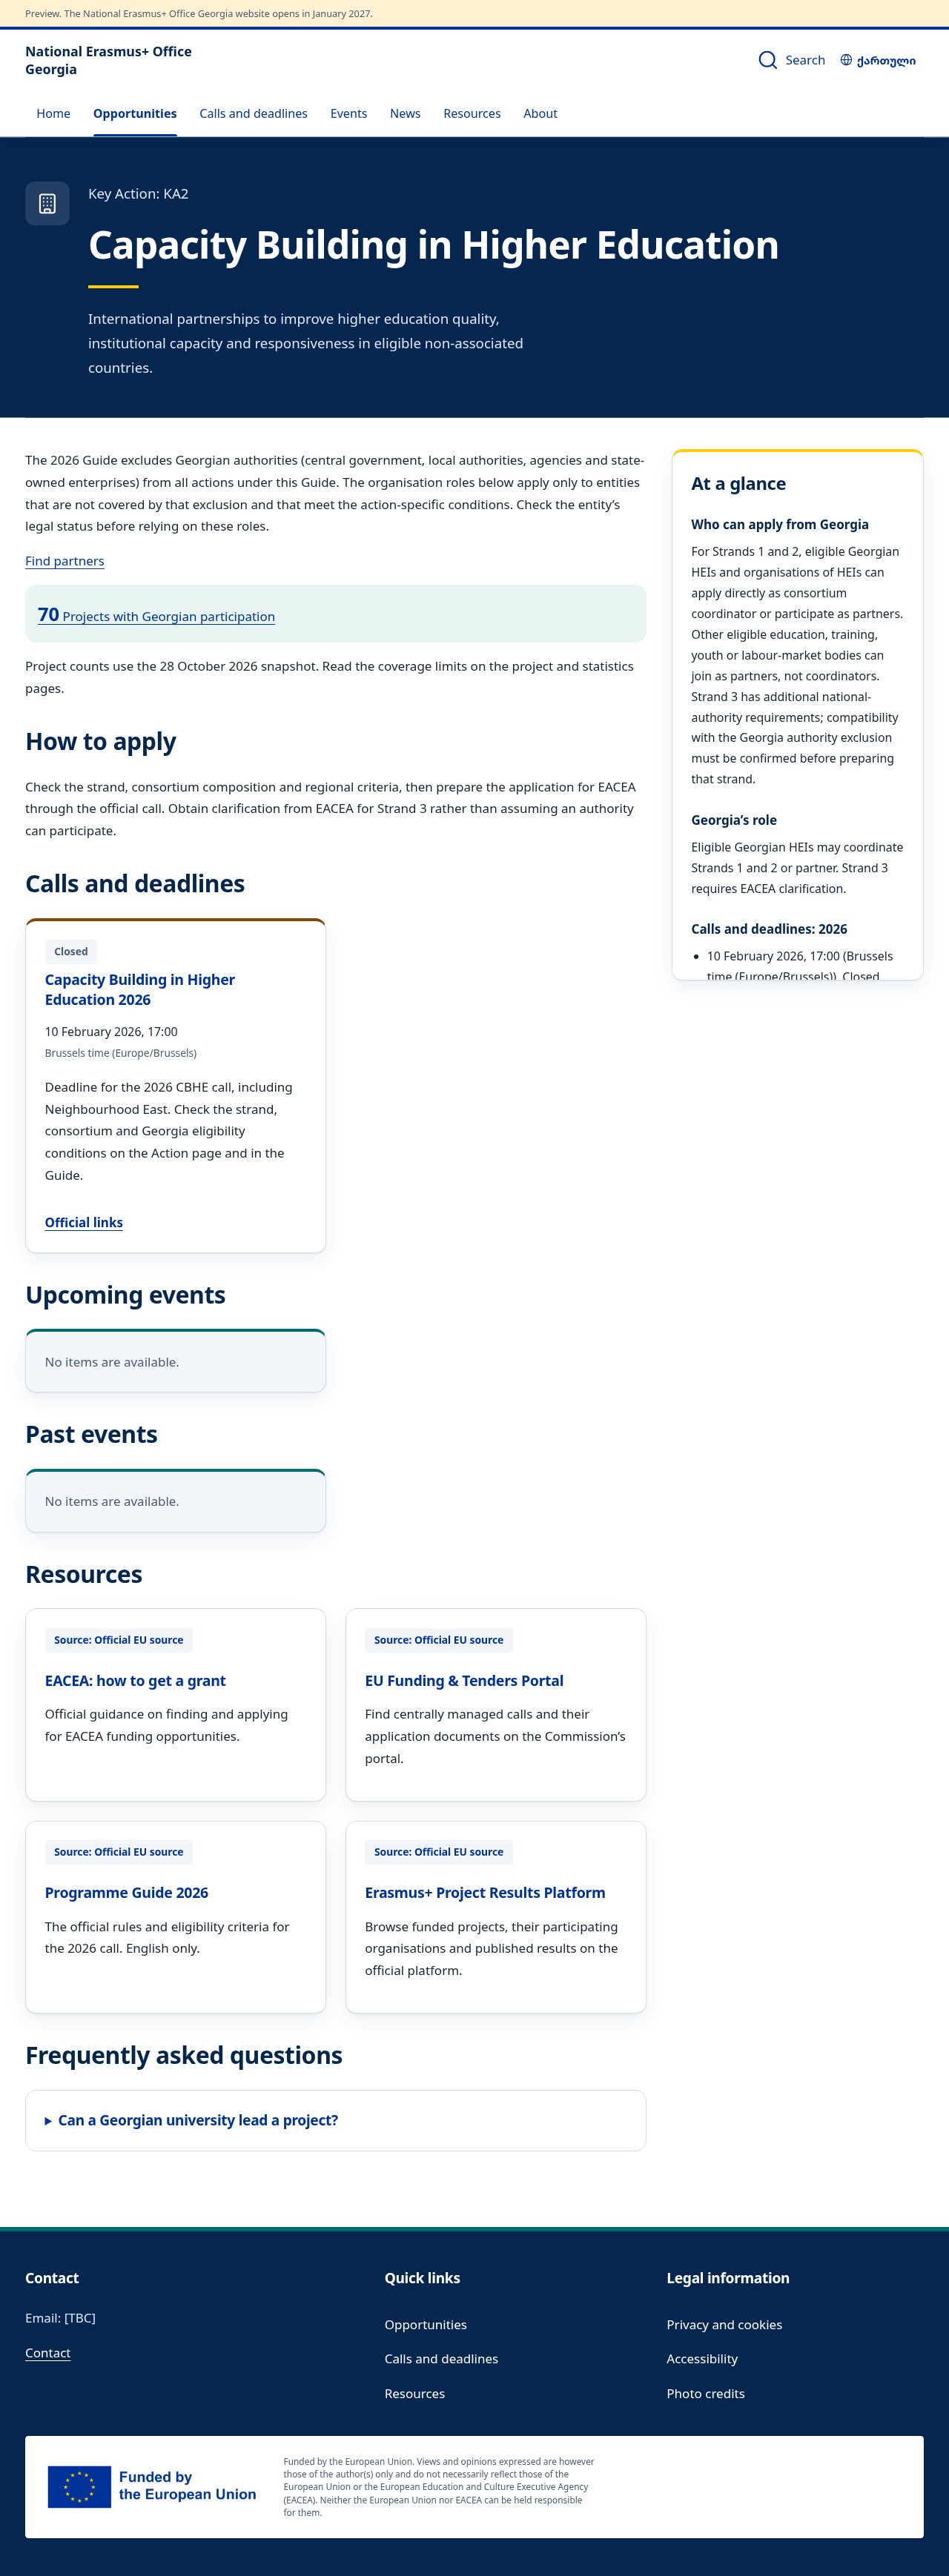 Preview. The National Erasmus+ Office Georgia website opens in January 2027.
National Erasmus+ Office
Georgia
Search
ქართული
Home
Opportunities
Calls and deadlines
Events
News
Resources
About
Key Action: KA2
Capacity Building in Higher Education
International partnerships to improve higher education quality,
institutional capacity and responsiveness in eligible non-associated
countries.
The 2026 Guide excludes Georgian authorities (central government, local authorities, agencies and state-
owned enterprises) from all actions under this Guide. The organisation roles below apply only to entities
that are not covered by that exclusion and that meet the action-specific conditions. Check the entity’s
legal status before relying on these roles.
Find partners
70 Projects with Georgian participation
Project counts use the 28 October 2026 snapshot. Read the coverage limits on the project and statistics
pages.
How to apply
Check the strand, consortium composition and regional criteria, then prepare the application for EACEA
through the official call. Obtain clarification from EACEA for Strand 3 rather than assuming an authority
can participate.
Calls and deadlines
Closed
Capacity Building in Higher
Education 2026
10 February 2026, 17:00
Brussels time (Europe/Brussels)
Deadline for the 2026 CBHE call, including
Neighbourhood East. Check the strand,
consortium and Georgia eligibility
conditions on the Action page and in the
Guide.
Official links
Upcoming events
No items are available.
Past events
No items are available.
Resources
Source: Official EU source
EACEA: how to get a grant
Official guidance on finding and applying
for EACEA funding opportunities.
Source: Official EU source
EU Funding & Tenders Portal
Find centrally managed calls and their
application documents on the Commission’s
portal.
Source: Official EU source
Programme Guide 2026
The official rules and eligibility criteria for
the 2026 call. English only.
Source: Official EU source
Erasmus+ Project Results Platform
Browse funded projects, their participating
organisations and published results on the
official platform.
Frequently asked questions
Can a Georgian university lead a project?
At a glance
Who can apply from Georgia
For Strands 1 and 2, eligible Georgian
HEIs and organisations of HEIs can
apply directly as consortium
coordinator or participate as partners.
Other eligible education, training,
youth or labour-market bodies can
join as partners, not coordinators.
Strand 3 has additional national-
authority requirements; compatibility
with the Georgia authority exclusion
must be confirmed before preparing
that strand.
Georgia’s role
Eligible Georgian HEIs may coordinate
Strands 1 and 2 or partner. Strand 3
requires EACEA clarification.
Calls and deadlines: 2026
10 February 2026, 17:00 (Brussels
time (Europe/Brussels)). Closed
Contact
Email: [TBC]
Contact
Quick links
Opportunities
Calls and deadlines
Resources
Legal information
Privacy and cookies
Accessibility
Photo credits
Funded by
the European Union
Funded by the European Union. Views and opinions expressed are however
those of the author(s) only and do not necessarily reflect those of the
European Union or the European Education and Culture Executive Agency
(EACEA). Neither the European Union nor EACEA can be held responsible
for them.